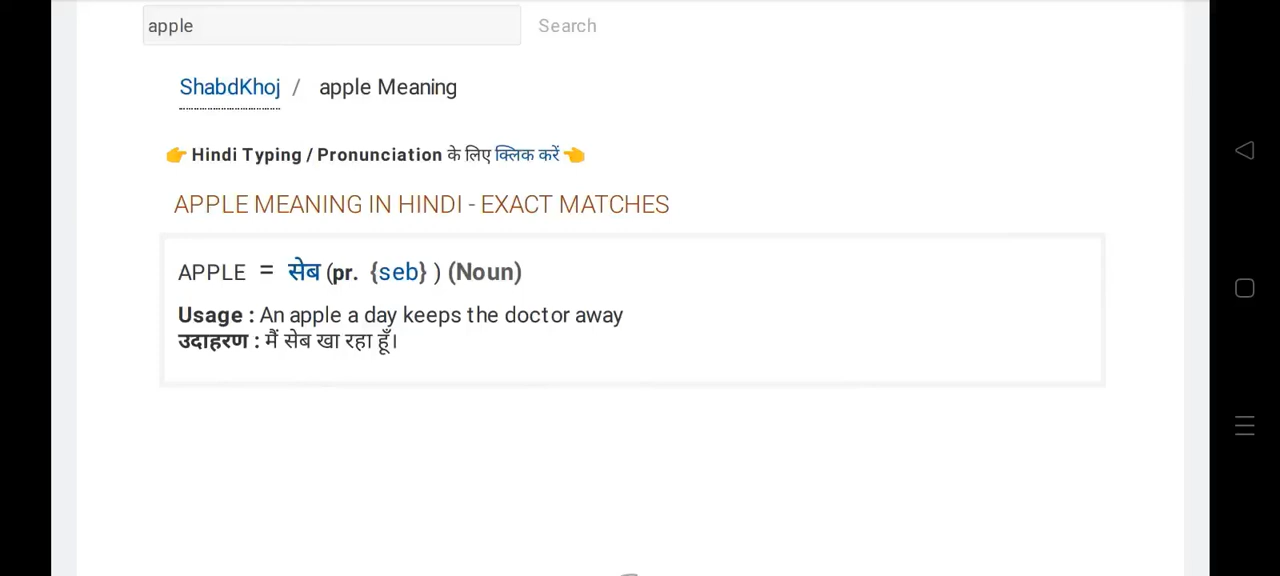 apple Search
ShabdKhoj / apple Meaning
👉 Hindi Typing / Pronunciation के लिए क्लिक करें 👈
APPLE MEANING IN HINDI - EXACT MATCHES
APPLE = सेब (pr. {seb} ) (Noun)
Usage : An apple a day keeps the doctor away
उदाहरण : मैं सेब खा रहा हूँ।